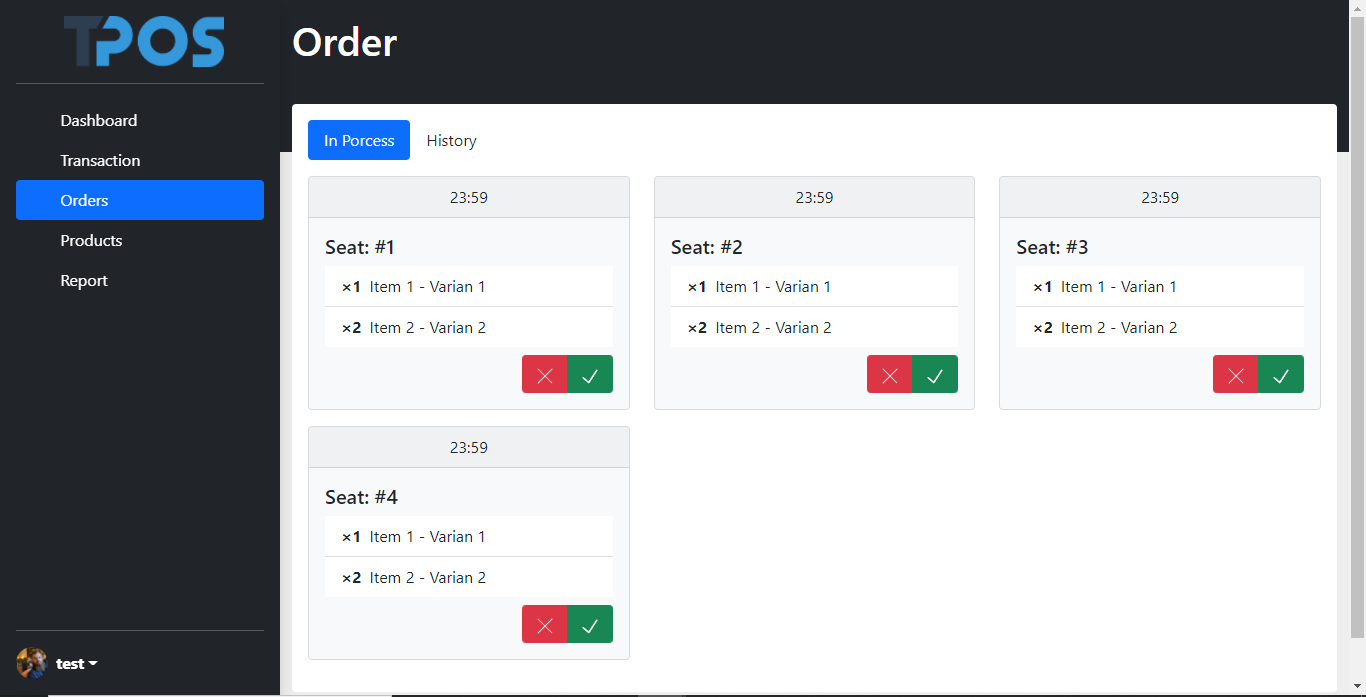 TPOS
Order
Dashboard
Transaction
Orders
Products
Report
test
In Porcess
History
23:59
Seat: #1
×1 Item 1 - Varian 1
×2 Item 2 - Varian 2
23:59
Seat: #2
×1 Item 1 - Varian 1
×2 Item 2 - Varian 2
23:59
Seat: #3
×1 Item 1 - Varian 1
×2 Item 2 - Varian 2
23:59
Seat: #4
×1 Item 1 - Varian 1
×2 Item 2 - Varian 2